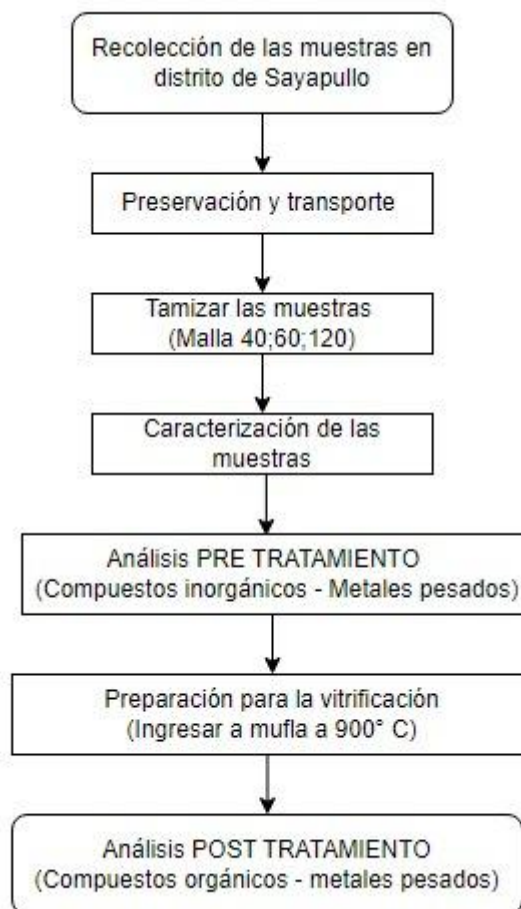 Recolección de las muestras en
distrito de Sayapullo
Preservación y transporte
Tamizar las muestras
(Malla 40;60;120)
Caracterización de las
muestras
Análisis PRE TRATAMIENTO
(Compuestos inorgánicos - Metales pesados)
Preparación para la vitrificación
(Ingresar a mufla a 900° C)
Análisis POST TRATAMIENTO
(Compuestos orgánicos - metales pesados)